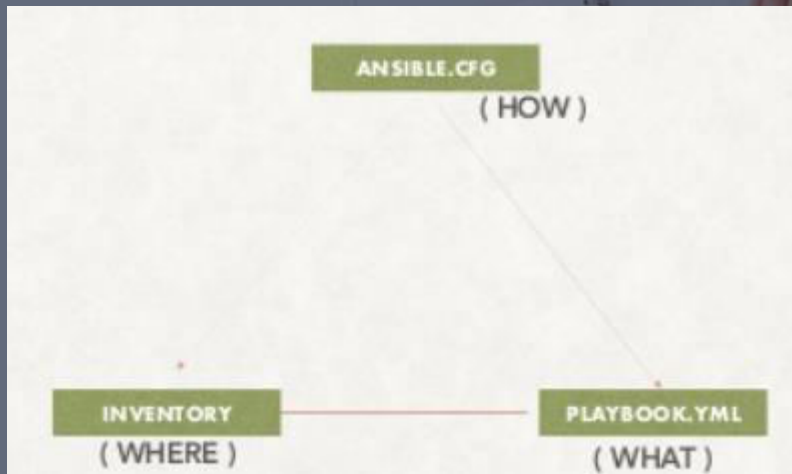 ANSIBLE.CFG
( HOW )
INVENTORY
PLAYBOOK.YML
( WHERE )
( WHAT )